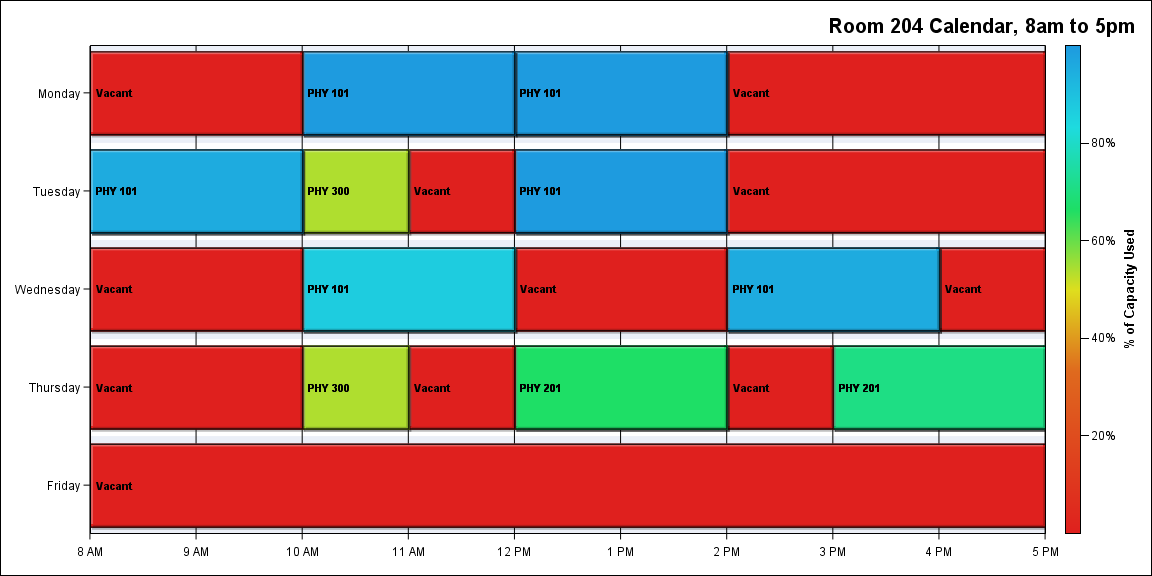 Room 204 Calendar, 8am to 5pm
Monday
Vacant
PHY 101
PHY 101
Vacant
Tuesday
PHY 101
PHY 300
Vacant
PHY 101
Vacant
Wednesday
Vacant
PHY 101
Vacant
PHY 101
Vacant
Thursday
Vacant
PHY 300
Vacant
PHY 201
Vacant
PHY 201
Friday
Vacant
8 AM
9 AM
10 AM
11 AM
12 PM
1 PM
2 PM
3 PM
4 PM
5 PM
80%
60%
40%
20%
% of Capacity Used